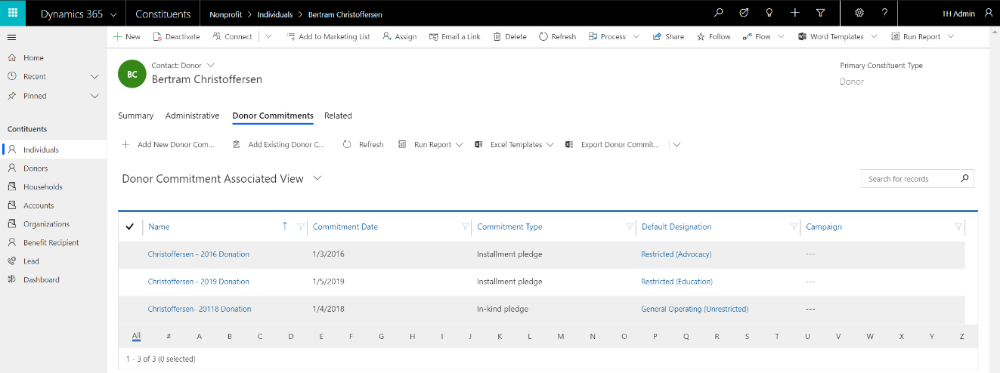 Dynamics 365 Constituents Nonprofit > Individuals > Bertram Christoffersen TH Admin
New Deactivate Connect Add to Marketing List Assign Email a Link Delete Refresh Process Share Follow Flow Word Templates Run Report
Home
Recent
Pinned
Contituents
Individuals
Donors
Households
Accounts
Organizations
Benefit Recipient
Lead
Dashboard
BC
Contact: Donor
Bertram Christoffersen
Primary Constituent Type
Donor
Summary Administrative Donor Commitments Related
Add New Donor Com... Add Existing Donor C... Refresh Run Report Excel Templates Export Donor Commit...
Donor Commitment Associated View
Search for records
Name Commitment Date Commitment Type Default Designation Campaign
Christoffersen - 2016 Donation 1/3/2016 Installment pledge Restricted (Advocacy) ---
Christoffersen - 2019 Donation 1/5/2019 Installment pledge Restricted (Education) ---
Christoffersen- 20118 Donation 1/4/2018 In-kind pledge General Operating (Unrestricted) ---
All # A B C D E F G H I J K L M N O P Q R S T U V W X Y Z
1 - 3 of 3 (0 selected)